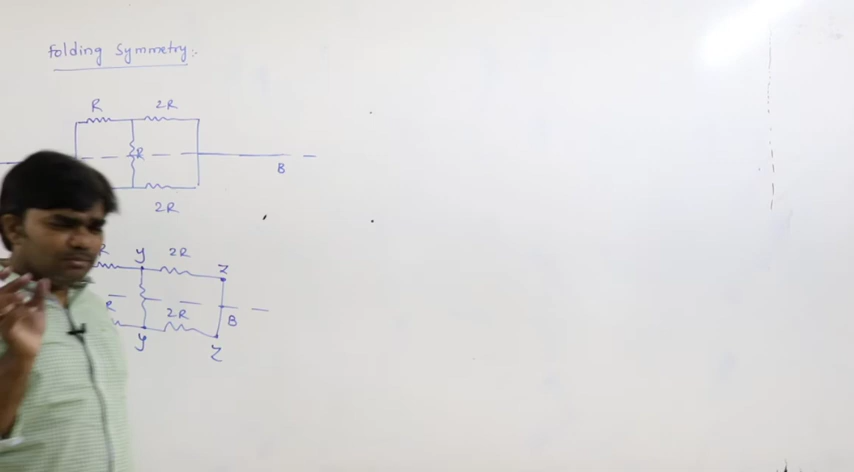 Folding Symmetry:
R 2R
R
B
2R
R y 2R Z
R 2R B
y Z